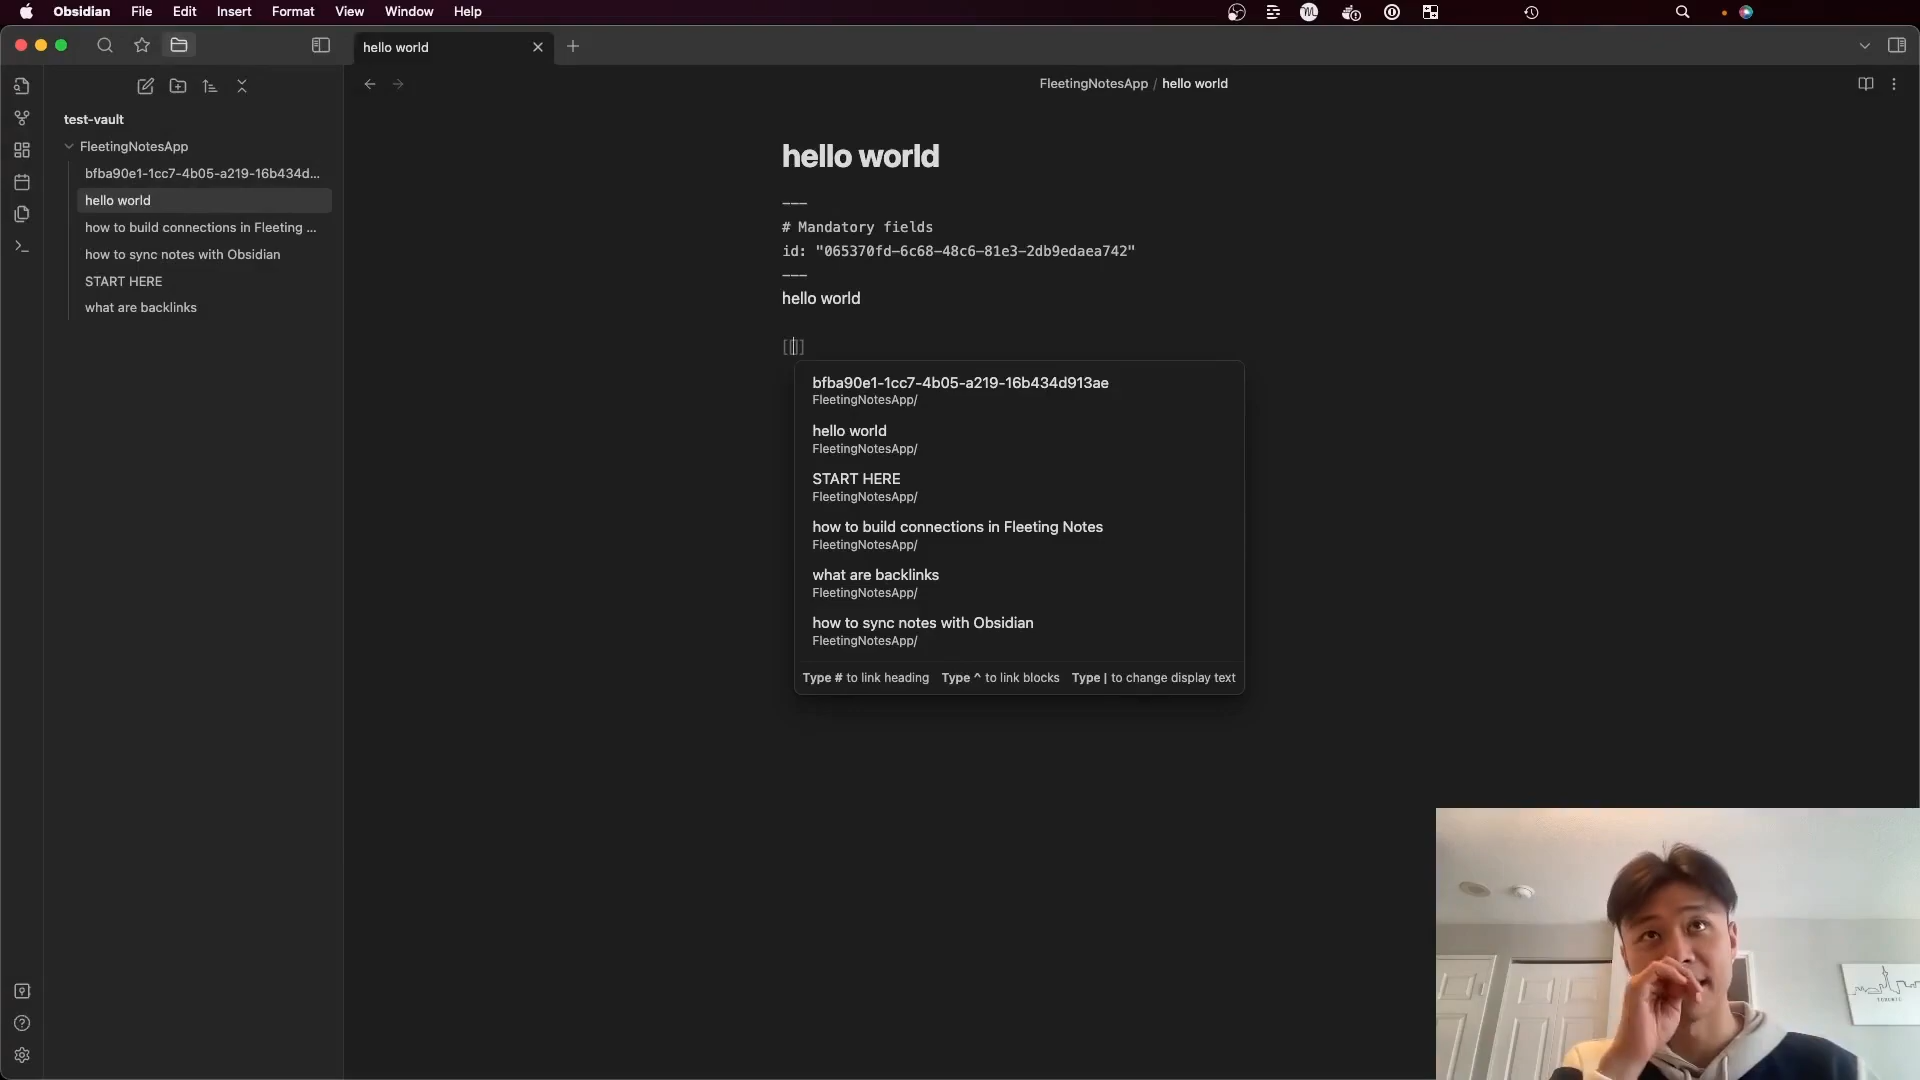 Obsidian File Edit Insert Format View Window Help
hello world
FleetingNotesApp / hello world
test-vault
FleetingNotesApp
bfba90e1-1cc7-4b05-a219-16b434d...
hello world
how to build connections in Fleeting ...
how to sync notes with Obsidian
START HERE
what are backlinks
hello world
---
# Mandatory fields
id: "065370fd-6c68-48c6-81e3-2db9edaea742"
---
hello world
[[]]
bfba90e1-1cc7-4b05-a219-16b434d913ae
FleetingNotesApp/
hello world
FleetingNotesApp/
START HERE
FleetingNotesApp/
how to build connections in Fleeting Notes
FleetingNotesApp/
what are backlinks
FleetingNotesApp/
how to sync notes with Obsidian
FleetingNotesApp/
Type # to link heading Type ^ to link blocks Type | to change display text
TORONTO